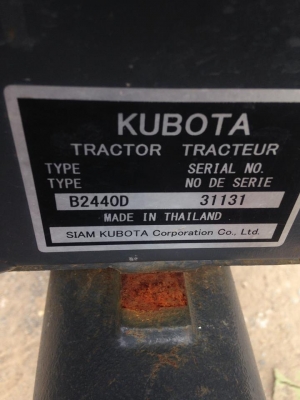 KUBOTA
TRACTOR TRACTEUR
TYPE SERIAL NO.
TYPE NO DE SERIE
B2440D 31131
MADE IN THAILAND
SIAM KUBOTA Corporation Co., Ltd.